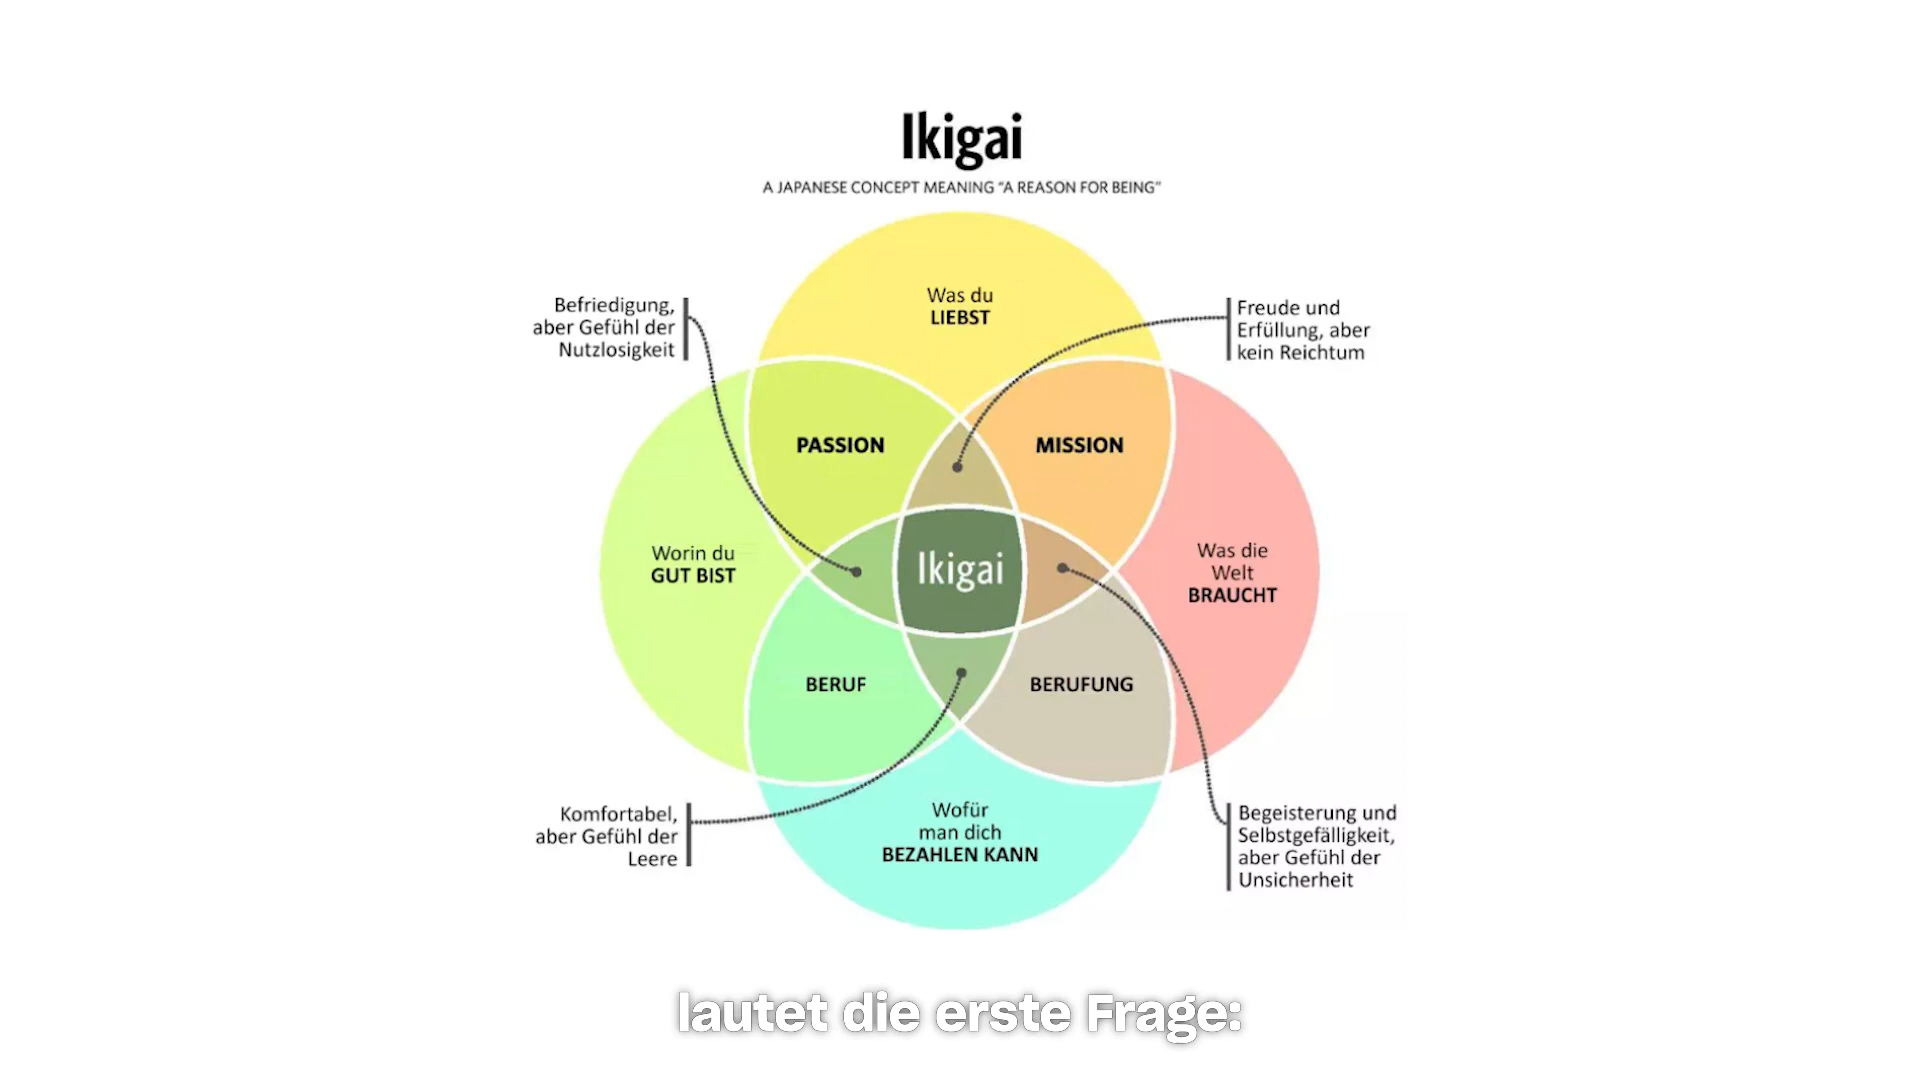 Ikigai
A JAPANESE CONCEPT MEANING "A REASON FOR BEING"
Was du
LIEBST
Befriedigung,
aber Gefühl der
Nutzlosigkeit
Freude und
Erfüllung, aber
kein Reichtum
PASSION
MISSION
Worin du
GUT BIST
Ikigai
Was die
Welt
BRAUCHT
BERUF
BERUFUNG
Komfortabel,
aber Gefühl der
Leere
Wofür
man dich
BEZAHLEN KANN
Begeisterung und
Selbstgefälligkeit,
aber Gefühl der
Unsicherheit
lautet die erste Frage: